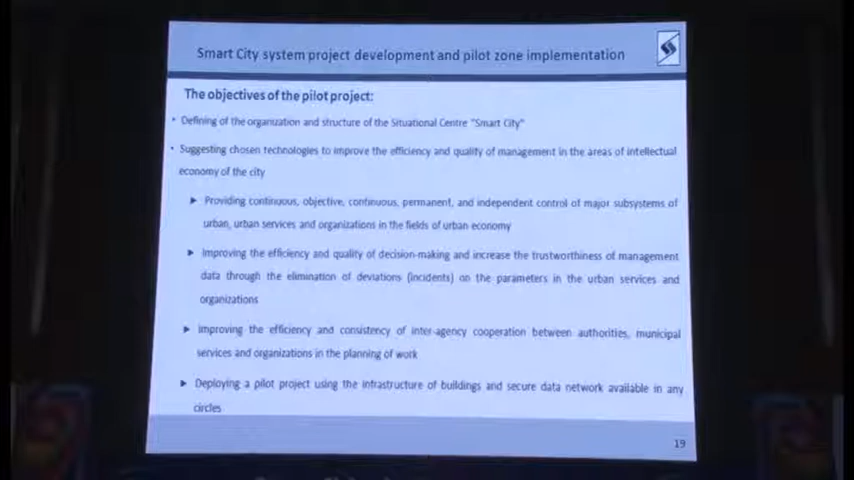 Smart City system project development and pilot zone implementation
The objectives of the pilot project:
• Defining of the organization and structure of the Situational Centre "Smart City"
• Suggesting chosen technologies to improve the efficiency and quality of management in the areas of intellectual
economy of the city
► Providing continuous, objective, continuous, permanent, and independent control of major subsystems of
urban, urban services and organizations in the fields of urban economy
► Improving the efficiency and quality of decision-making and increase the trustworthiness of management
data through the elimination of deviations (incidents) on the parameters in the urban services and
organizations
► Improving the efficiency and consistency of inter-agency cooperation between authorities, municipal
services and organizations in the planning of work
► Deploying a pilot project using the infrastructure of buildings and secure data network available in any
circles
19